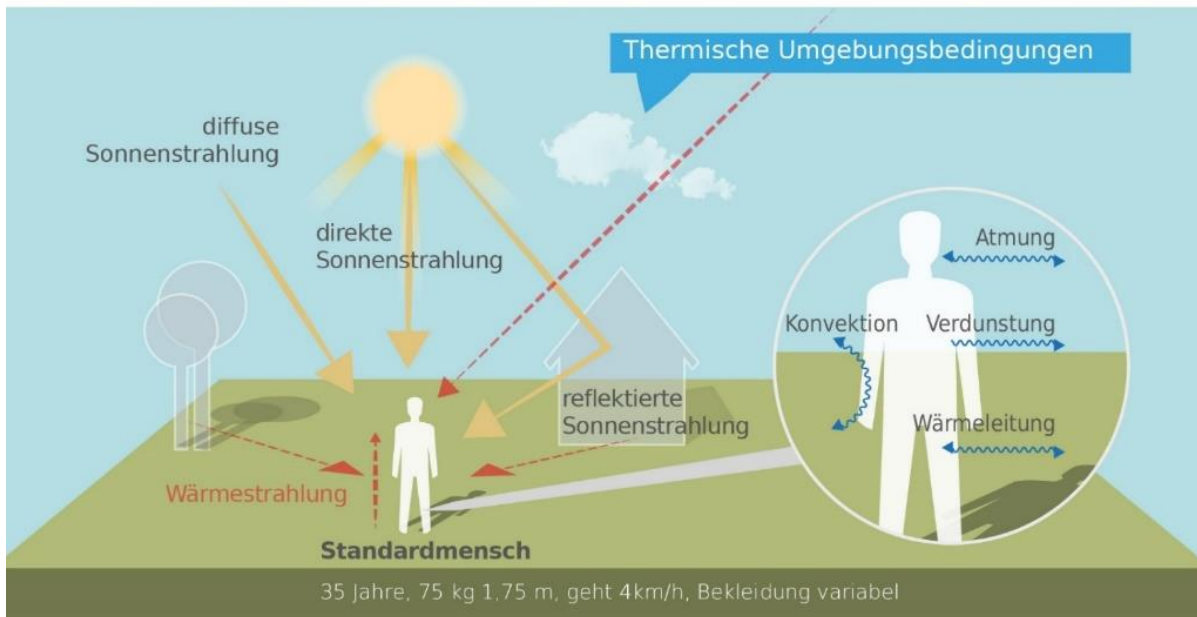 Thermische Umgebungsbedingungen
diffuse
Sonnenstrahlung
direkte
Sonnenstrahlung
Atmung
Konvektion
Verdunstung
reflektierte
Sonnenstrahlung
Wärmeleitung
Wärmestrahlung
Standardmensch
35 Jahre, 75 kg 1,75 m, geht 4km/h, Bekleidung variabel